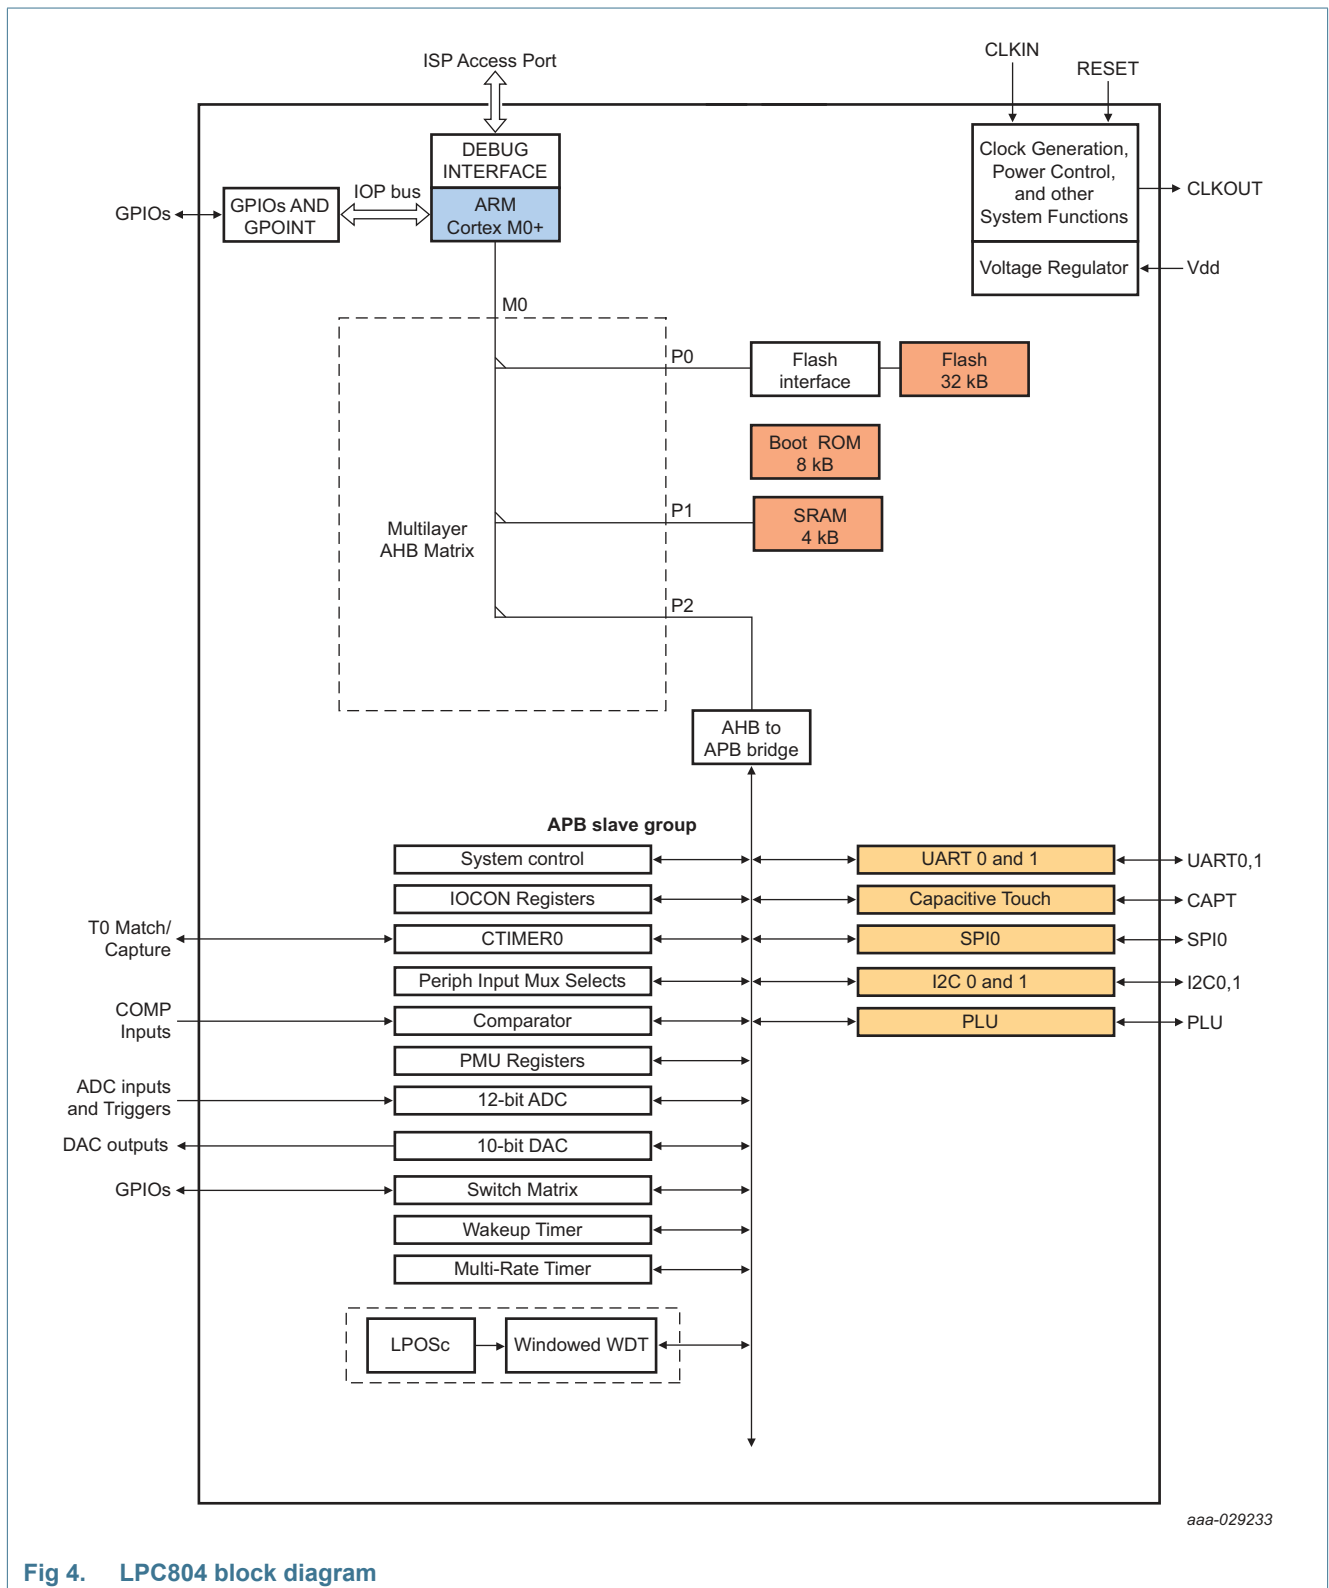 ISP Access Port
CLKIN
RESET
DEBUG
INTERFACE
ARM
Cortex M0+
IOP bus
GPIOs
GPIOs AND
GPOINT
Clock Generation,
Power Control,
and other
System Functions
CLKOUT
Voltage Regulator
Vdd
M0
P0
Flash
interface
Flash
32 kB
Boot ROM
8 kB
P1
SRAM
4 kB
Multilayer
AHB Matrix
P2
AHB to
APB bridge
APB slave group
System control
UART 0 and 1
UART0,1
IOCON Registers
Capacitive Touch
CAPT
T0 Match/
Capture
CTIMER0
SPI0
SPI0
Periph Input Mux Selects
I2C 0 and 1
I2C0,1
COMP
Inputs
Comparator
PLU
PLU
PMU Registers
ADC inputs
and Triggers
12-bit ADC
DAC outputs
10-bit DAC
GPIOs
Switch Matrix
Wakeup Timer
Multi-Rate Timer
LPOSc
Windowed WDT
aaa-029233
Fig 4. LPC804 block diagram